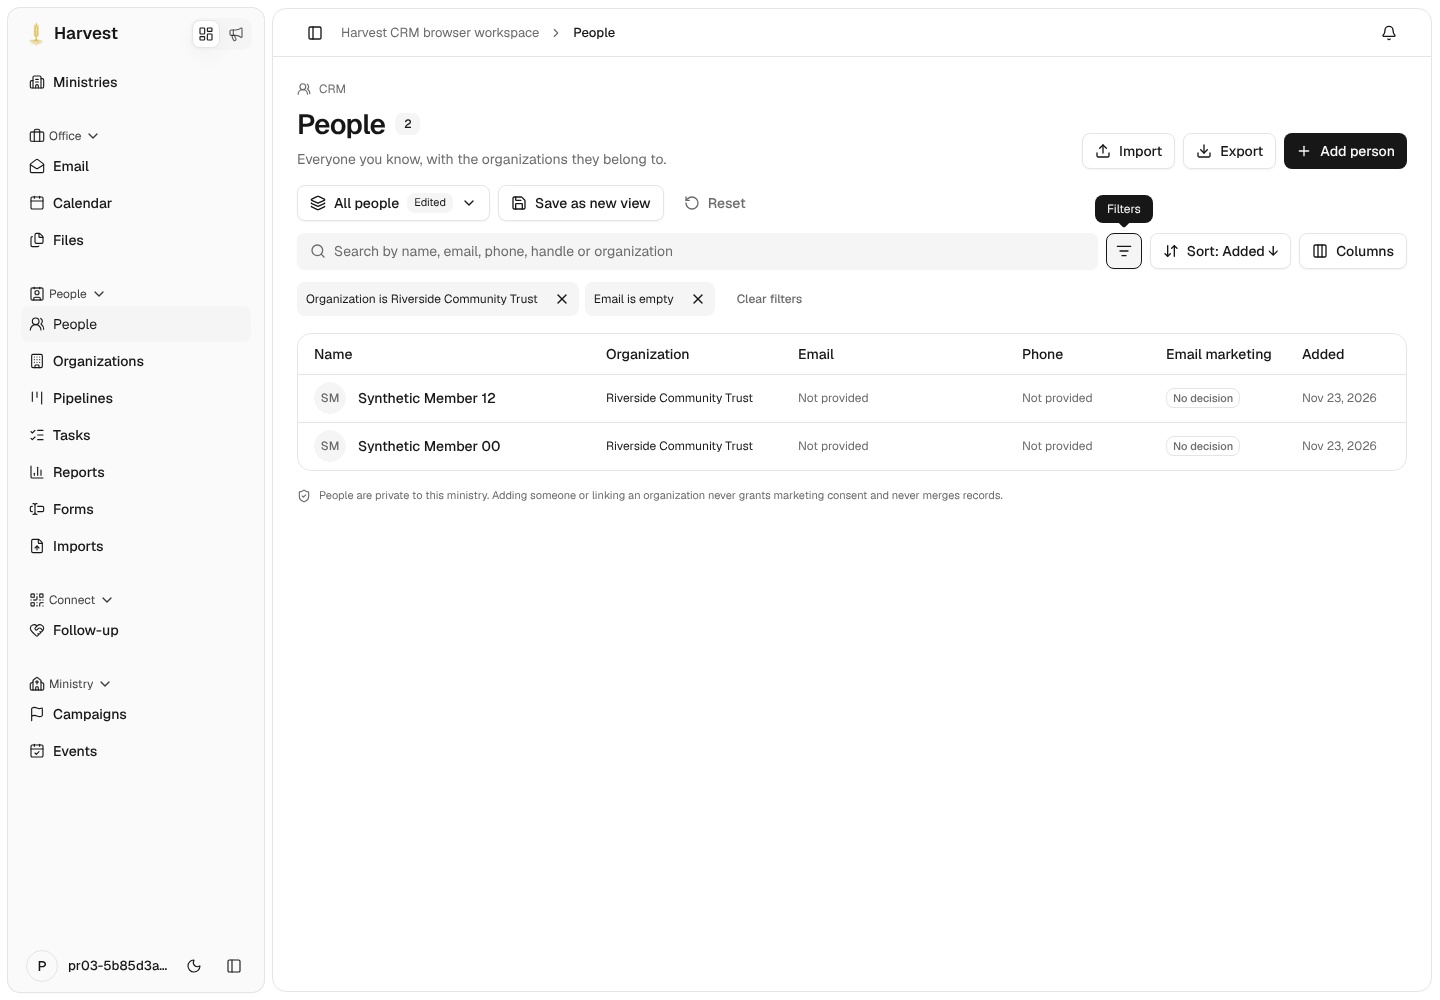 Harvest
Ministries
Office
Email
Calendar
Files
People
People
Organizations
Pipelines
Tasks
Reports
Forms
Imports
Connect
Follow-up
Ministry
Campaigns
Events
P pr03-5b85d3a...
Harvest CRM browser workspace > People
CRM
People 2
Everyone you know, with the organizations they belong to.
Import Export + Add person
All people Edited Save as new view Reset
Filters
Search by name, email, phone, handle or organization Sort: Added ↓ Columns
Organization is Riverside Community Trust Email is empty Clear filters
Name Organization Email Phone Email marketing Added
SM Synthetic Member 12 Riverside Community Trust Not provided Not provided No decision Nov 23, 2026
SM Synthetic Member 00 Riverside Community Trust Not provided Not provided No decision Nov 23, 2026
People are private to this ministry. Adding someone or linking an organization never grants marketing consent and never merges records.